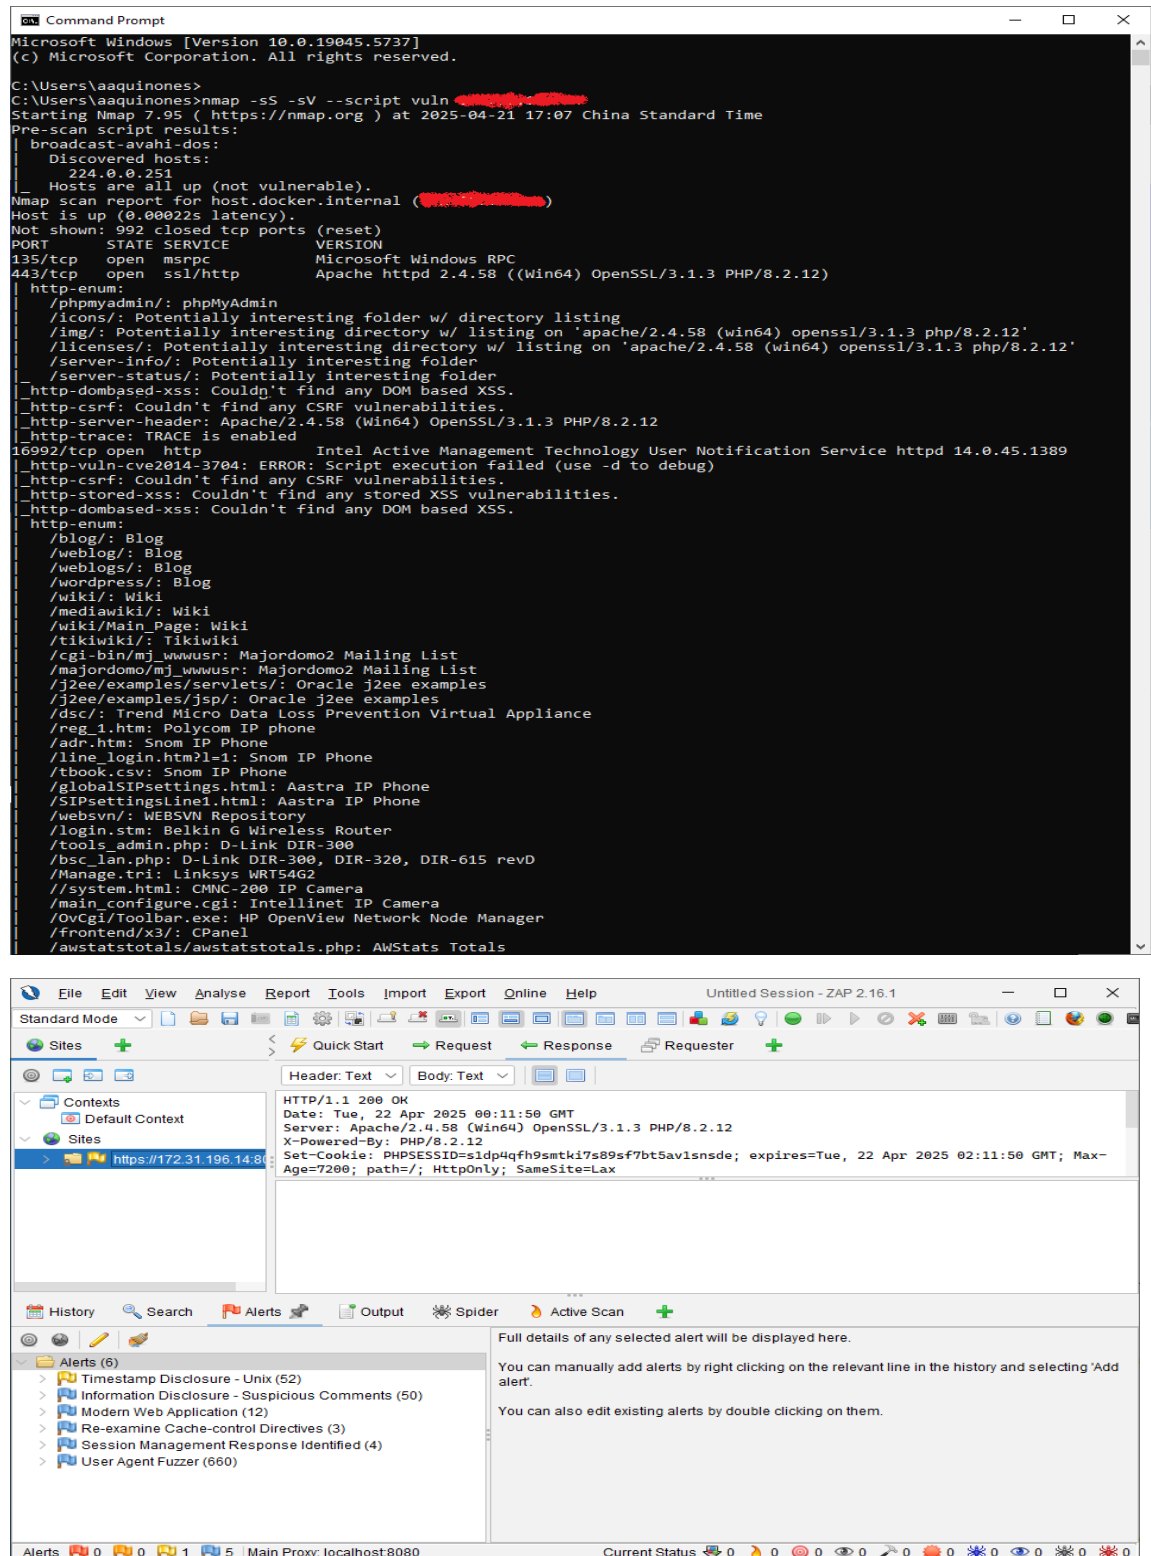 Command Prompt
Microsoft Windows [Version 10.0.19045.5737]
(c) Microsoft Corporation. All rights reserved.
C:\Users\aaquinones>
C:\Users\aaquinones>nmap -sS -sV --script vuln
Starting Nmap 7.95 ( https://nmap.org ) at 2025-04-21 17:07 China Standard Time
Pre-scan script results:
| broadcast-avahi-dos:
|   Discovered hosts:
|     224.0.0.251
|_  Hosts are all up (not vulnerable).
Nmap scan report for host.docker.internal (                )
Host is up (0.00022s latency).
Not shown: 992 closed tcp ports (reset)
PORT      STATE SERVICE      VERSION
135/tcp   open  msrpc        Microsoft Windows RPC
443/tcp   open  ssl/http     Apache httpd 2.4.58 ((Win64) OpenSSL/3.1.3 PHP/8.2.12)
| http-enum:
|   /phpmyadmin/: phpMyAdmin
|   /icons/: Potentially interesting folder w/ directory listing
|   /img/: Potentially interesting directory w/ listing on 'apache/2.4.58 (win64) openssl/3.1.3 php/8.2.12'
|   /licenses/: Potentially interesting directory w/ listing on 'apache/2.4.58 (win64) openssl/3.1.3 php/8.2.12'
|   /server-info/: Potentially interesting folder
|_  /server-status/: Potentially interesting folder
|_http-dombased-xss: Couldn't find any DOM based XSS.
|_http-csrf: Couldn't find any CSRF vulnerabilities.
|_http-server-header: Apache/2.4.58 (Win64) OpenSSL/3.1.3 PHP/8.2.12
|_http-trace: TRACE is enabled
16992/tcp open  http         Intel Active Management Technology User Notification Service httpd 14.0.45.1389
|_http-vuln-cve2014-3704: ERROR: Script execution failed (use -d to debug)
|_http-csrf: Couldn't find any CSRF vulnerabilities.
|_http-stored-xss: Couldn't find any stored XSS vulnerabilities.
|_http-dombased-xss: Couldn't find any DOM based XSS.
| http-enum:
|   /blog/: Blog
|   /weblog/: Blog
|   /weblogs/: Blog
|   /wordpress/: Blog
|   /wiki/: Wiki
|   /mediawiki/: Wiki
|   /wiki/Main_Page: Wiki
|   /tikiwiki/: Tikiwiki
|   /cgi-bin/mj_wwwusr: Majordomo2 Mailing List
|   /majordomo/mj_wwwusr: Majordomo2 Mailing List
|   /j2ee/examples/servlets/: Oracle j2ee examples
|   /j2ee/examples/jsp/: Oracle j2ee examples
|   /dsc/: Trend Micro Data Loss Prevention Virtual Appliance
|   /reg_1.htm: Polycom IP phone
|   /adr.htm: Snom IP Phone
|   /line_login.htm?l=1: Snom IP Phone
|   /tbook.csv: Snom IP Phone
|   /globalSIPsettings.html: Aastra IP Phone
|   /SIPsettingsLine1.html: Aastra IP Phone
|   /websvn/: WEBSVN Repository
|   /login.stm: Belkin G Wireless Router
|   /tools_admin.php: D-Link DIR-300
|   /bsc_lan.php: D-Link DIR-300, DIR-320, DIR-615 revD
|   /Manage.tri: Linksys WRT54G2
|   //system.html: CMNC-200 IP Camera
|   /main_configure.cgi: Intellinet IP Camera
|   /OvCgi/Toolbar.exe: HP OpenView Network Node Manager
|   /frontend/x3/: CPanel
|   /awstatstotals/awstatstotals.php: AWStats Totals
File Edit View Analyse Report Tools Import Export Online Help Untitled Session - ZAP 2.16.1
Standard Mode
Sites Quick Start Request Response Requester
Header: Text Body: Text
Contexts
Default Context
Sites
https://172.31.196.14:80
HTTP/1.1 200 OK
Date: Tue, 22 Apr 2025 00:11:50 GMT
Server: Apache/2.4.58 (Win64) OpenSSL/3.1.3 PHP/8.2.12
X-Powered-By: PHP/8.2.12
Set-Cookie: PHPSESSID=s1dp4qfh9smtki7s89sf7bt5av1snsde; expires=Tue, 22 Apr 2025 02:11:50 GMT; Max-
Age=7200; path=/; HttpOnly; SameSite=Lax
History Search Alerts Output Spider Active Scan
Alerts (6)
Timestamp Disclosure - Unix (52)
Information Disclosure - Suspicious Comments (50)
Modern Web Application (12)
Re-examine Cache-control Directives (3)
Session Management Response Identified (4)
User Agent Fuzzer (660)
Full details of any selected alert will be displayed here.
You can manually add alerts by right clicking on the relevant line in the history and selecting 'Add
alert'.
You can also edit existing alerts by double clicking on them.
Alerts 0 0 1 5 Main Proxy: localhost:8080 Current Status 0 0 0 0 0 0 0 0 0 0